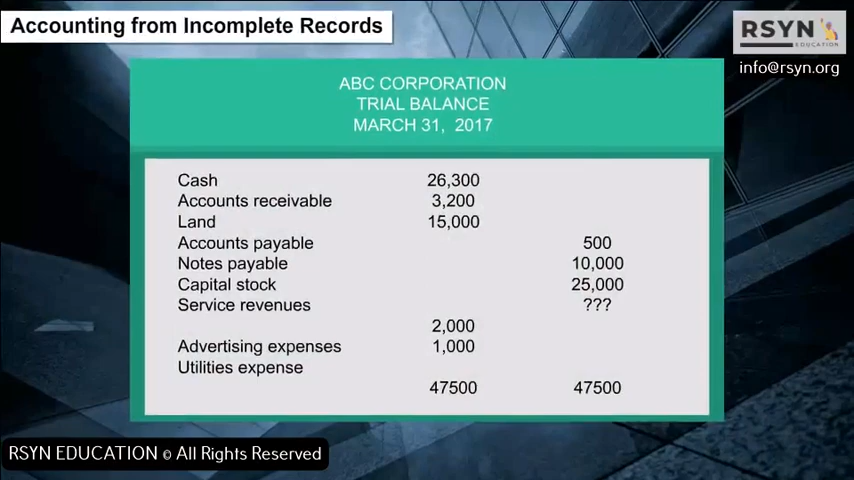 Accounting from Incomplete Records
RSYN
EDUCATION
info@rsyn.org
ABC CORPORATION
TRIAL BALANCE
MARCH 31, 2017
Cash 26,300
Accounts receivable 3,200
Land 15,000
Accounts payable 500
Notes payable 10,000
Capital stock 25,000
Service revenues ???
2,000
Advertising expenses 1,000
Utilities expense
47500 47500
RSYN EDUCATION © All Rights Reserved